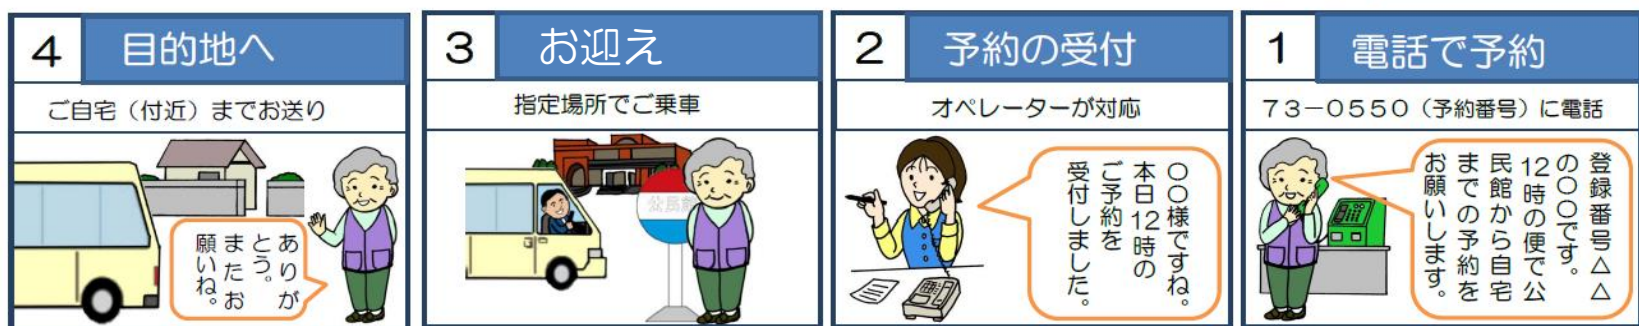 1
電話で予約
73-0550（予約番号）に電話
登録番号△△
の〇〇〇です。
12時の便で公
民館から自宅
までの予約を
お願いします。
2
予約の受付
オペレーターが対応
〇〇様ですね。
本日12時の
ご予約を
受付しました。
3
お迎え
指定場所でご乗車
公民館
4
目的地へ
ご自宅（付近）までお送り
ありが
とう。
またお
願いね。